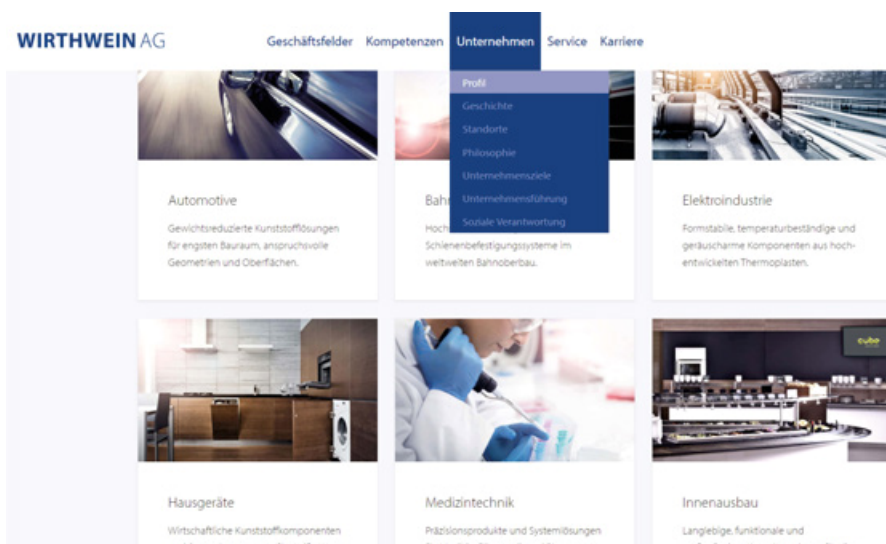 WIRTHWEIN AG
Geschäftsfelder Kompetenzen Unternehmen Service Karriere
Profil
Geschichte
Standorte
Philosophie
Unternehmensziele
Unternehmensführung
Soziale Verantwortung
Automotive
Gewichtsreduzierte Kunststofflösungen
für engsten Bauraum, anspruchsvolle
Geometrien und Oberflächen.
Bahn
Hoch
Schienenbefestigungssysteme im
weltweiten Bahnoberbau.
Elektroindustrie
Formstabile, temperaturbeständige und
geräuscharme Komponenten aus hoch-
entwickelten Thermoplasten.
cube
Hausgeräte
Wirtschaftliche Kunststoffkomponenten
Medizintechnik
Präzisionsprodukte und Systemlösungen
Innenausbau
Langlebige, funktionale und